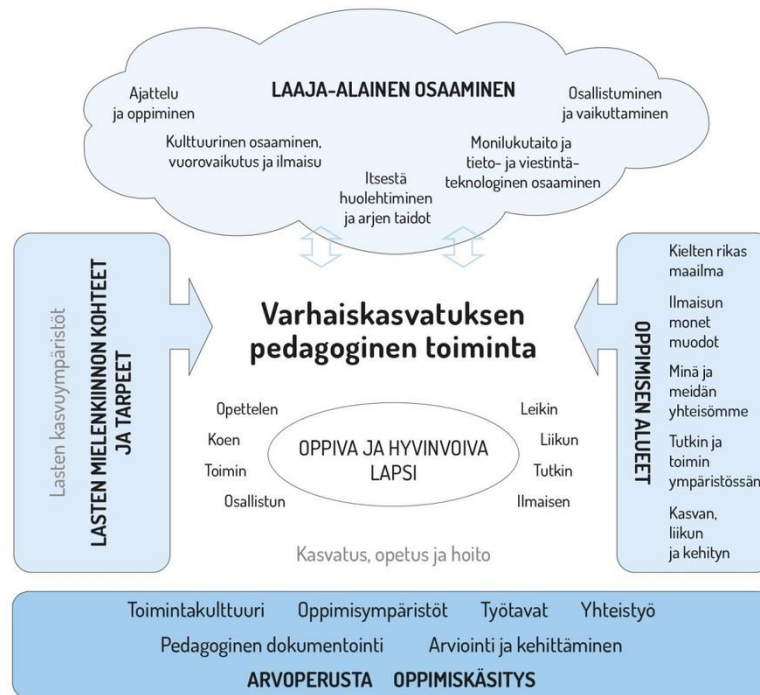 LAAJA-ALAINEN OSAAMINEN
Ajattelu
ja oppiminen
Osallistuminen
ja vaikuttaminen
Kulttuurinen osaaminen,
vuorovaikutus ja ilmaisu
Monilukutaito ja
tieto- ja viestintä-
teknologinen osaaminen
Itsestä
huolehtiminen
ja arjen taidot
Lasten kasvuympäristöt
LASTEN MIELENKIINNON KOHTEET
JA TARPEET
Varhaiskasvatuksen
pedagoginen toiminta
Opettelen
Koen
Toimin
Osallistun
OPPIVA JA HYVINVOIVA
LAPSI
Leikin
Liikun
Tutkin
Ilmaisen
Kasvatus, opetus ja hoito
OPPIMISEN ALUEET
Kielten rikas
maailma
Ilmaisun
monet
muodot
Minä ja
meidän
yhteisömme
Tutkin ja
toimin
ympäristössän
Kasvan,
liikun
ja kehityn
Toimintakulttuuri Oppimisympäristöt Työtavat Yhteistyö
Pedagoginen dokumentointi Arviointi ja kehittäminen
ARVOPERUSTA OPPIMISKÄSITYS